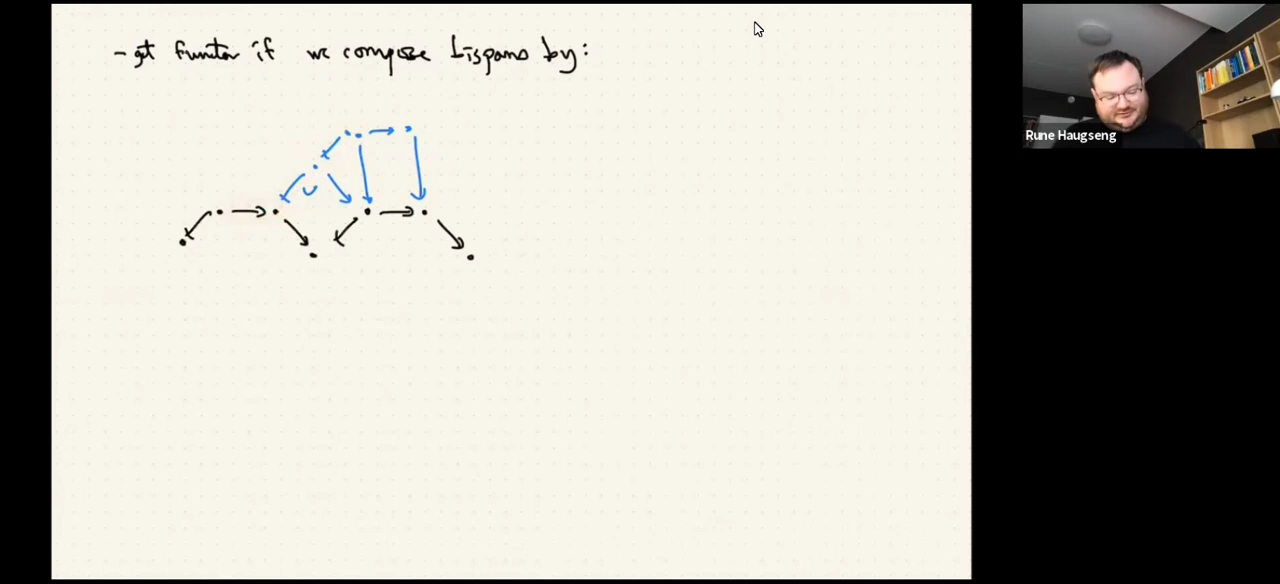 - get functor if we compose bispans by:
Rune Haugseng